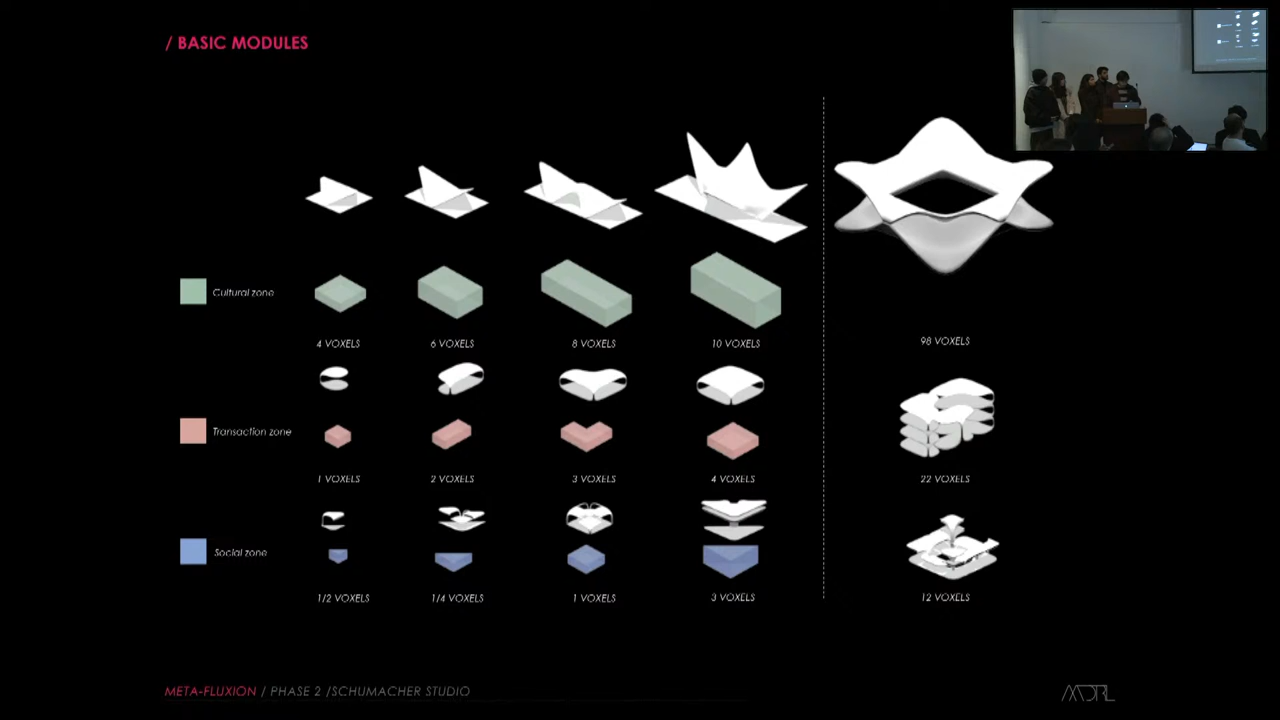 / BASIC MODULES
Cultural zone
4 VOXELS
6 VOXELS
8 VOXELS
10 VOXELS
98 VOXELS
Transaction zone
1 VOXELS
2 VOXELS
3 VOXELS
4 VOXELS
22 VOXELS
Social zone
1/2 VOXELS
1/4 VOXELS
1 VOXELS
3 VOXELS
12 VOXELS
META-FLUXION / PHASE 2 /SCHUMACHER STUDIO